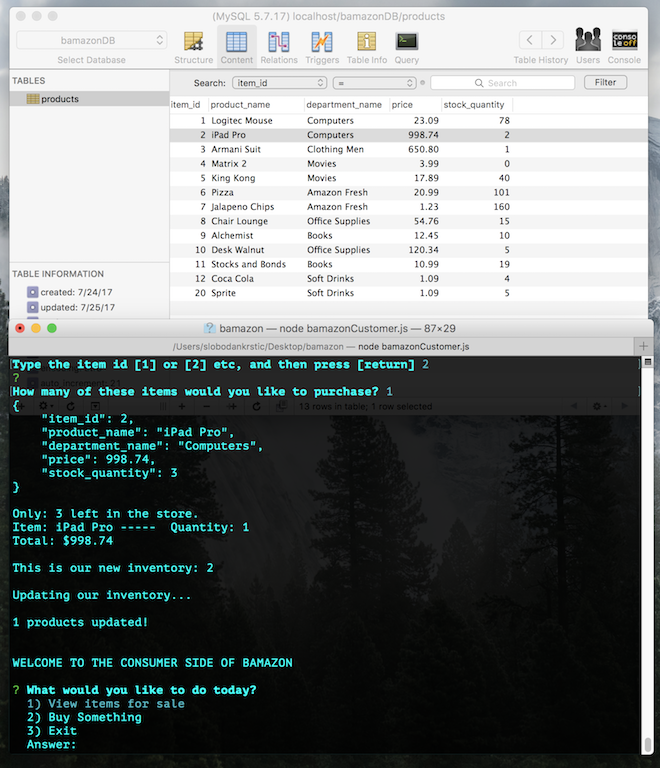 (MySQL 5.7.17) localhost/bamazonDB/products
bamazonDB
Select Database
Structure Content Relations Triggers Table Info Query
Table History Users Console
conso
le off
TABLES
products
Search: item_id = Search Filter
item_id product_name department_name price stock_quantity
1 Logitec Mouse Computers 23.09 78
2 iPad Pro Computers 998.74 2
3 Armani Suit Clothing Men 650.80 1
4 Matrix 2 Movies 3.99 0
5 King Kong Movies 17.89 40
6 Pizza Amazon Fresh 20.99 101
7 Jalapeno Chips Amazon Fresh 1.23 160
8 Chair Lounge Office Supplies 54.76 15
9 Alchemist Books 12.45 10
10 Desk Walnut Office Supplies 120.34 5
11 Stocks and Bonds Books 10.99 19
12 Coca Cola Soft Drinks 1.09 4
20 Sprite Soft Drinks 1.09 5
TABLE INFORMATION
created: 7/24/17
updated: 7/25/17
bamazon — node bamazonCustomer.js — 87×29
/Users/slobodankrstic/Desktop/bamazon — node bamazonCustomer.js +
[Type the item id [1] or [2] etc, and then press [return] 2 ]
?
auto_increment: 21
[How many of these items would you like to purchase? 1 ]
13 rows in table; 1 row selected
{
"item_id": 2,
"product_name": "iPad Pro",
"department_name": "Computers",
"price": 998.74,
"stock_quantity": 3
}
Only: 3 left in the store.
Item: iPad Pro ----- Quantity: 1
Total: $998.74
This is our new inventory: 2
Updating our inventory...
1 products updated!
WELCOME TO THE CONSUMER SIDE OF BAMAZON
? What would you like to do today?
1) View items for sale
2) Buy Something
3) Exit
Answer: